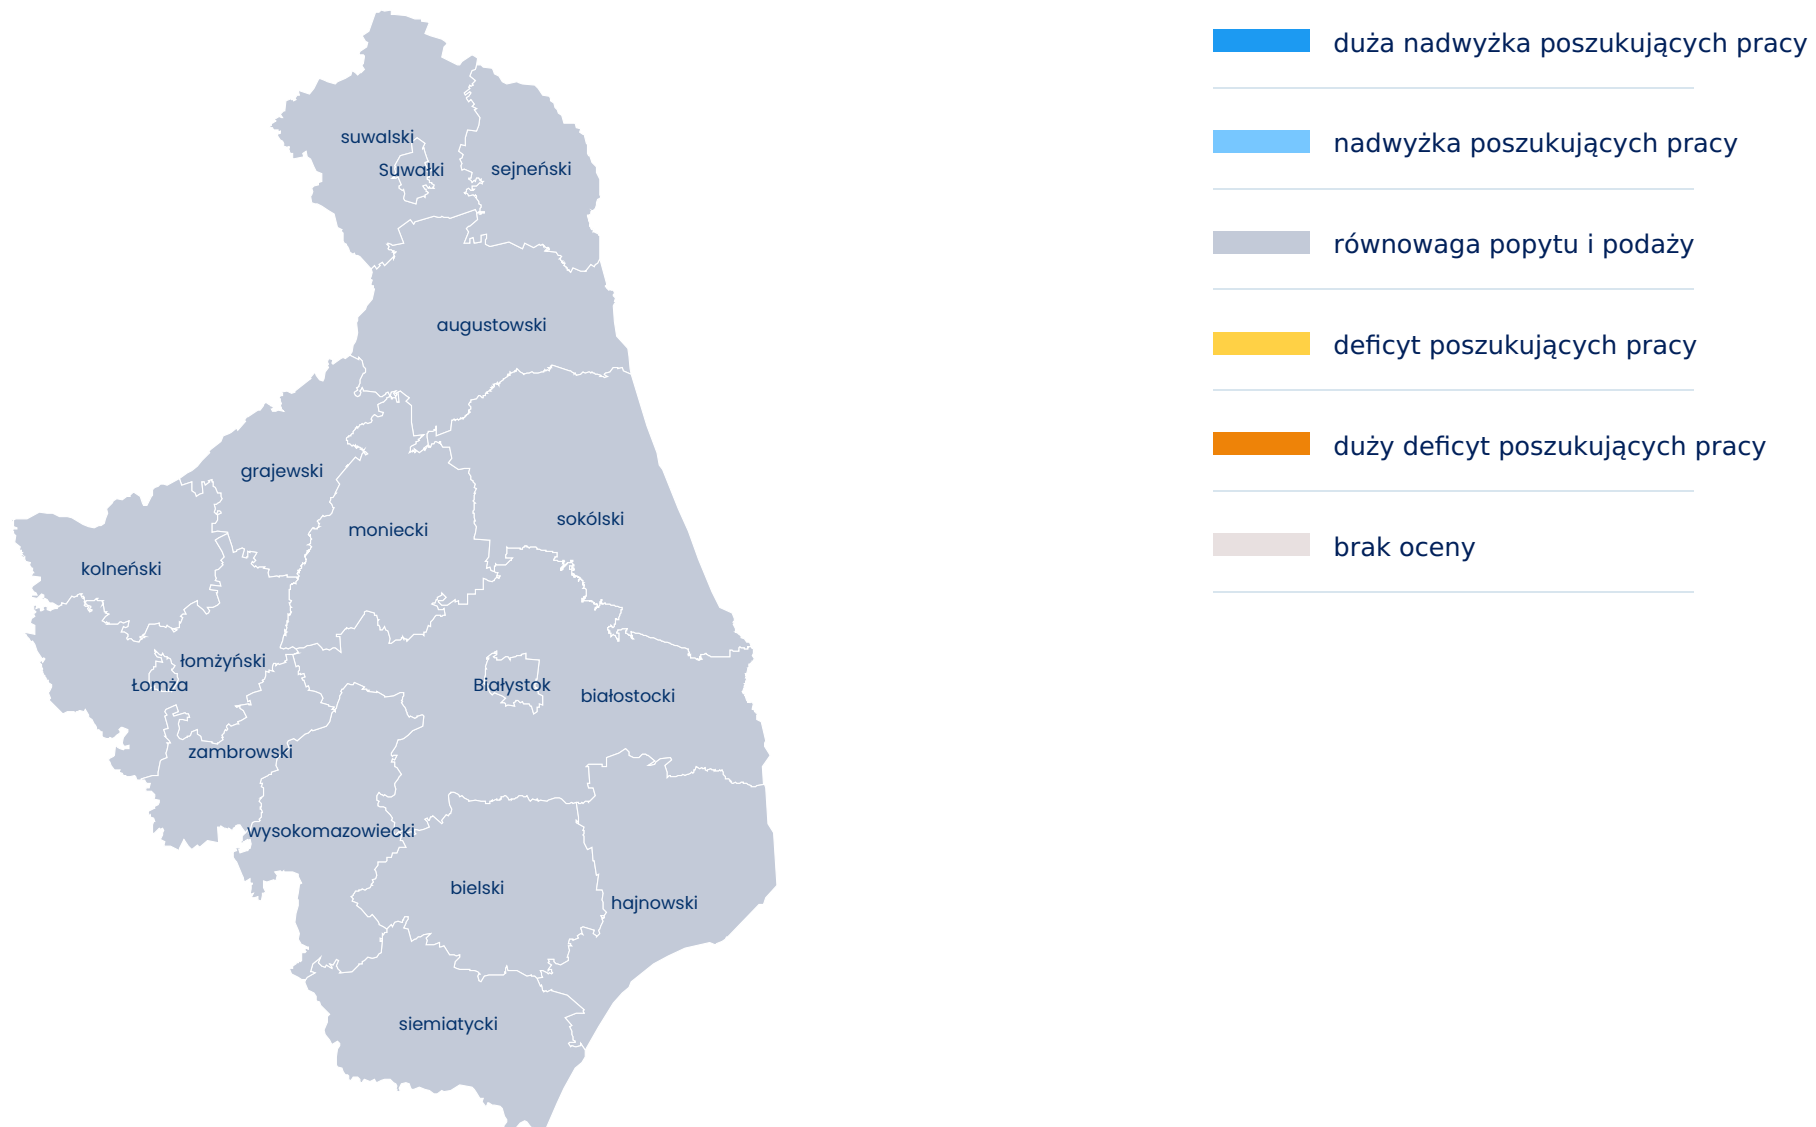 suwalski
Suwałki
sejneński
augustowski
grajewski
moniecki
sokólski
kolneński
łomżyński
Łomża
Białystok
białostocki
zambrowski
wysokomazowiecki
bielski
hajnowski
siemiatycki
duża nadwyżka poszukujących pracy
nadwyżka poszukujących pracy
równowaga popytu i podaży
deficyt poszukujących pracy
duży deficyt poszukujących pracy
brak oceny